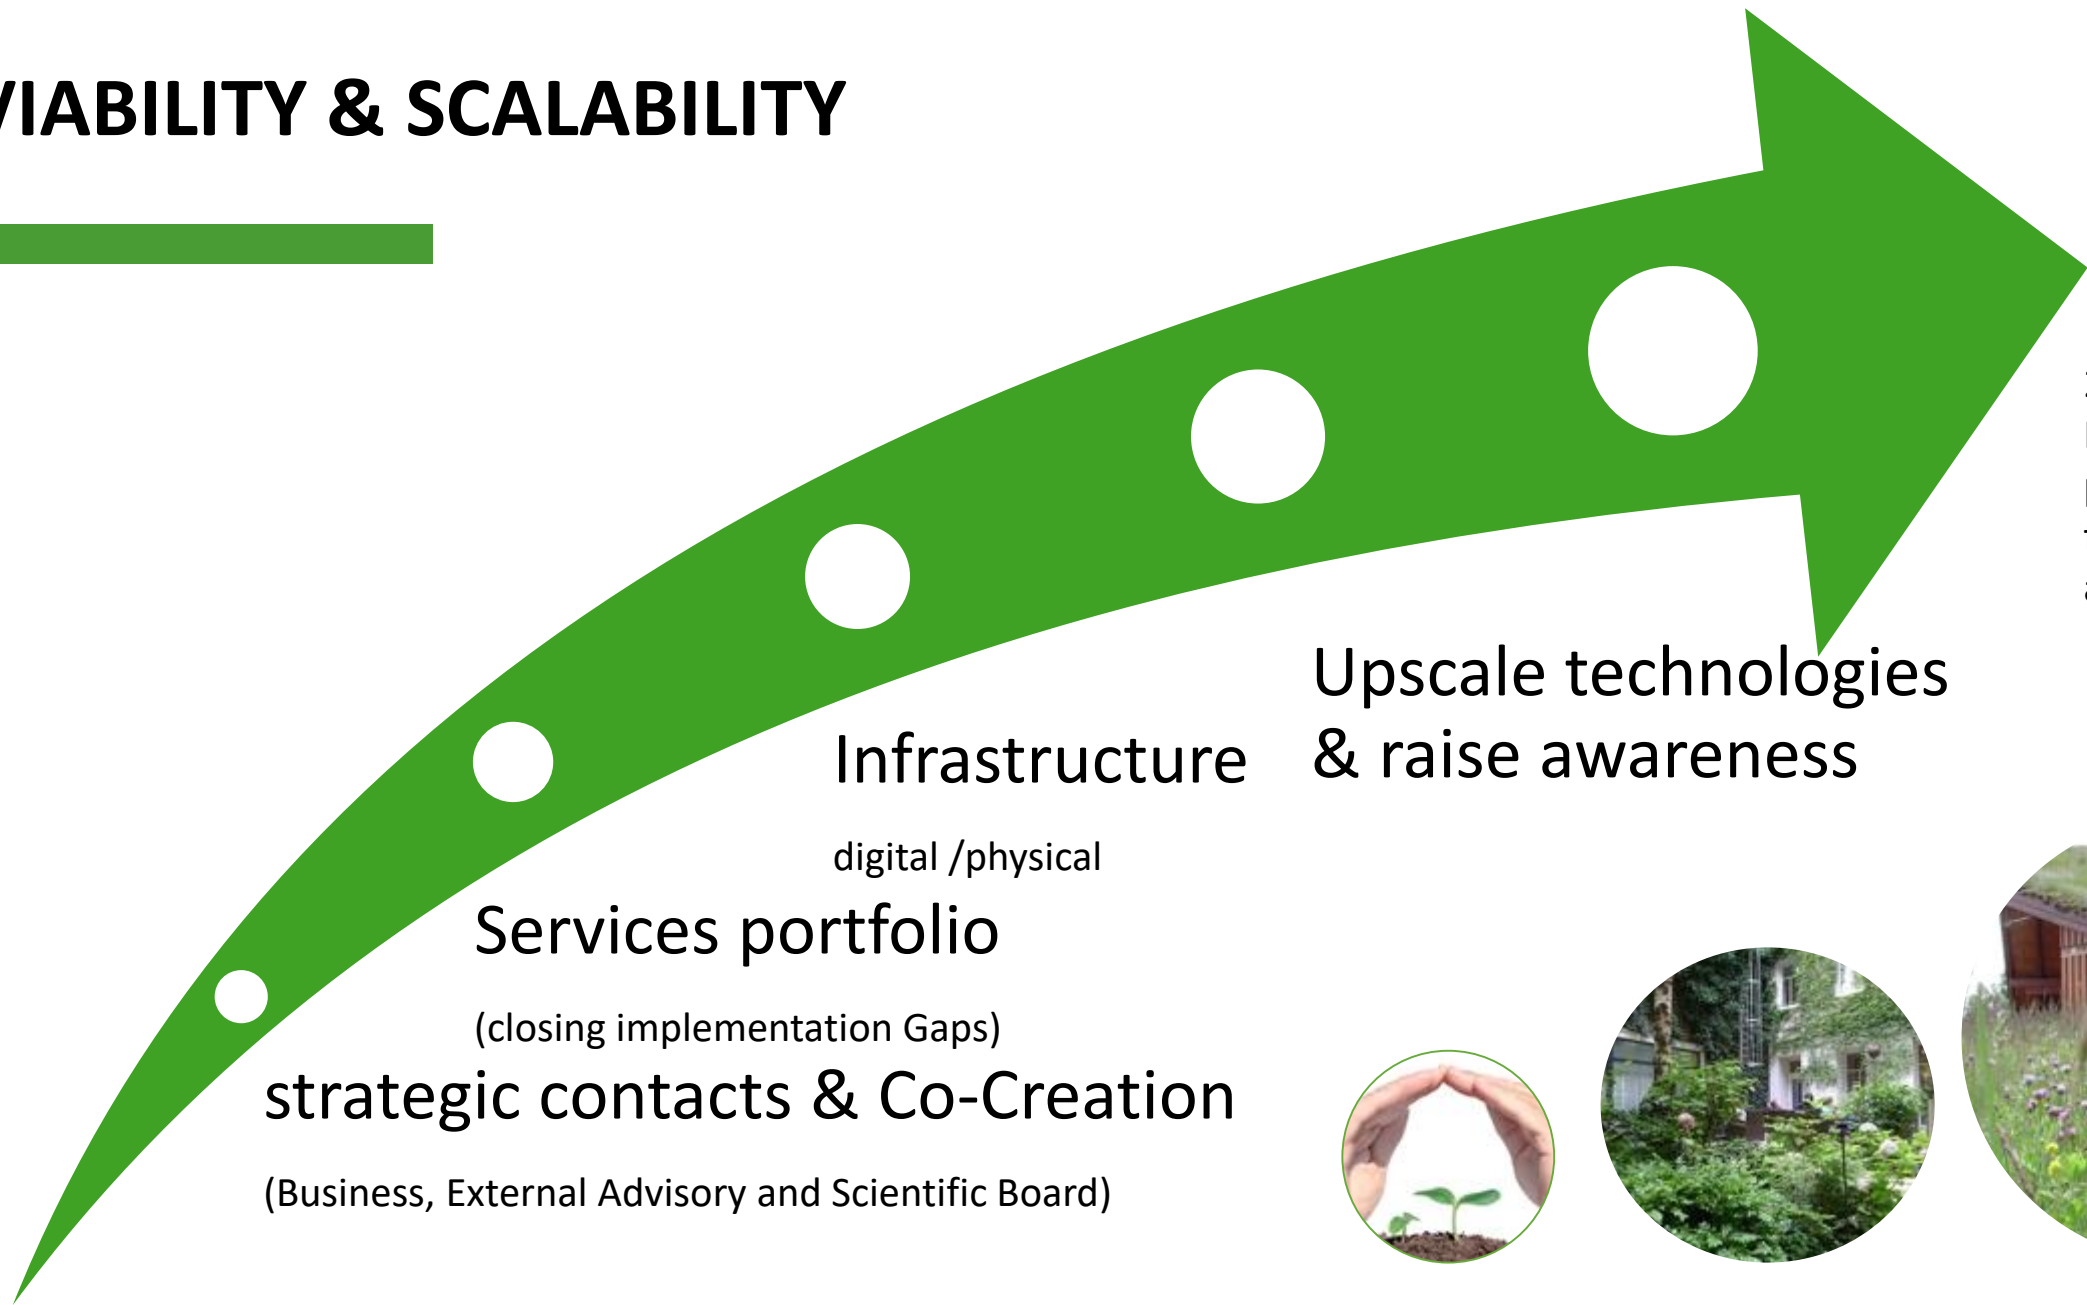 VIABILITY & SCALABILITY
Upscale technologies
& raise awareness
Infrastructure
digital /physical
Services portfolio
(closing implementation Gaps)
strategic contacts & Co-Creation
(Business, External Advisory and Scientific Board)